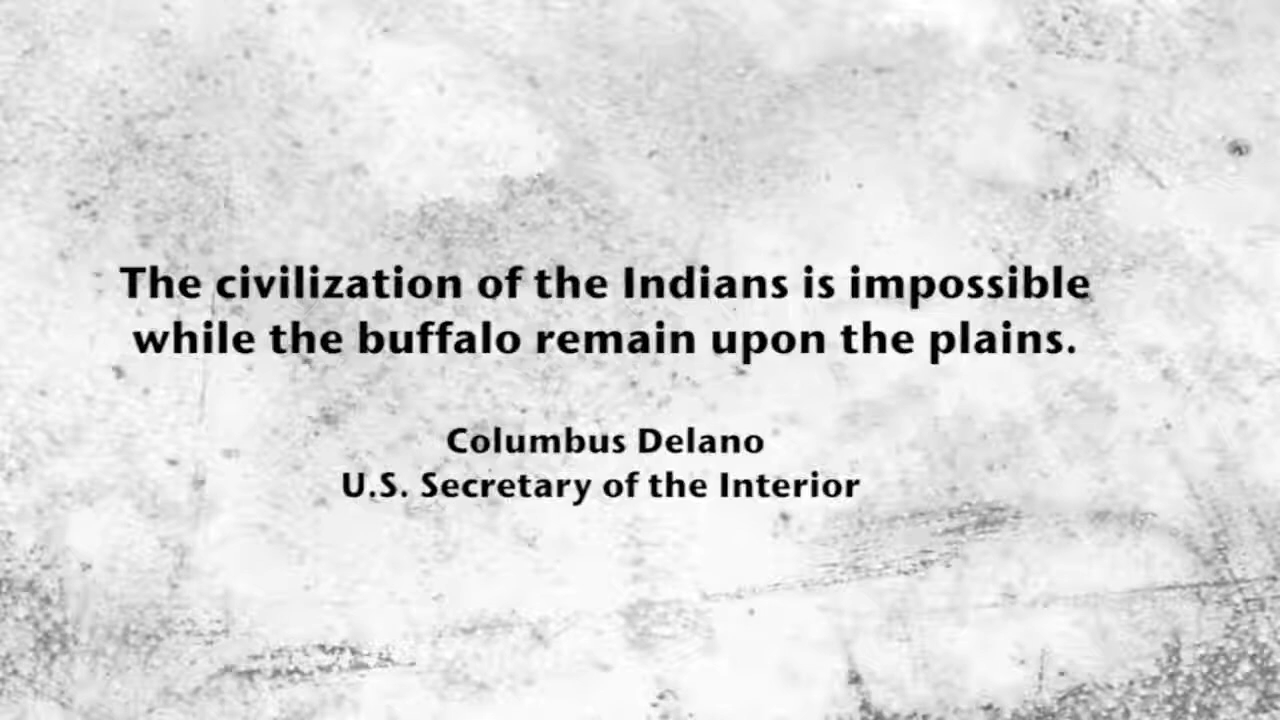 The civilization of the Indians is impossible
while the buffalo remain upon the plains.
Columbus Delano
U.S. Secretary of the Interior